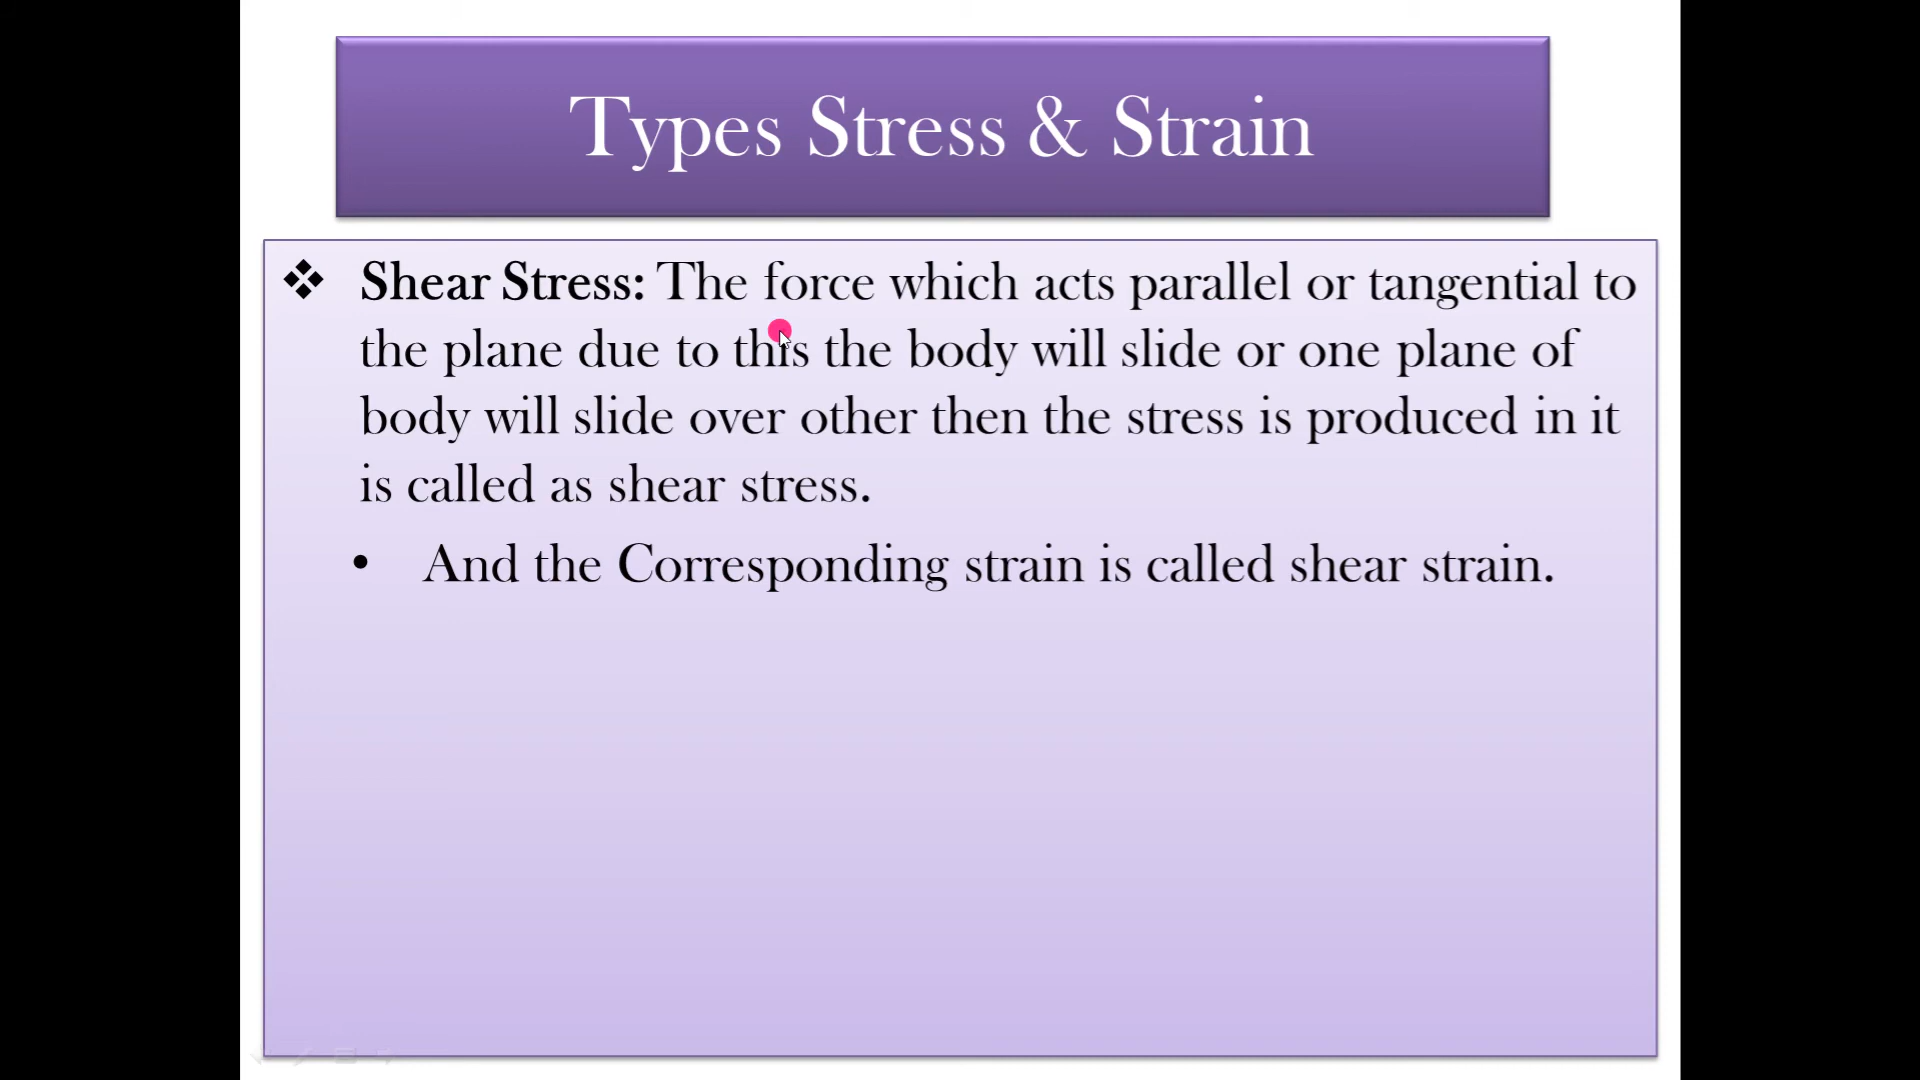 Types Stress & Strain
❖ Shear Stress: The force which acts parallel or tangential to
the plane due to this the body will slide or one plane of
body will slide over other then the stress is produced in it
is called as shear stress.
• And the Corresponding strain is called shear strain.